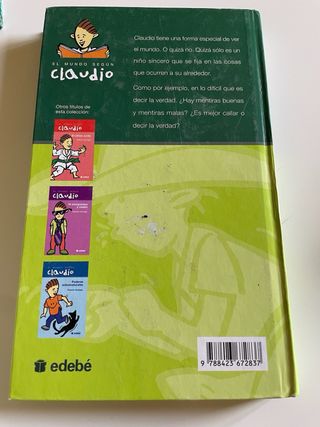 EL MUNDO SEGÚN
claudio
Claudio tiene una forma especial de ver
el mundo. O quizá no. Quizá sólo es un
niño sincero que se fija en las cosas
que ocurren a su alrededor.
Como por ejemplo, en lo difícil que es
decir la verdad. ¿Hay mentiras buenas
y mentiras malas? ¿Es mejor callar o
decir la verdad?
Otros títulos de
esta colección:
claudio
claudio
claudio
Poderes
edebé
9 788423 672837